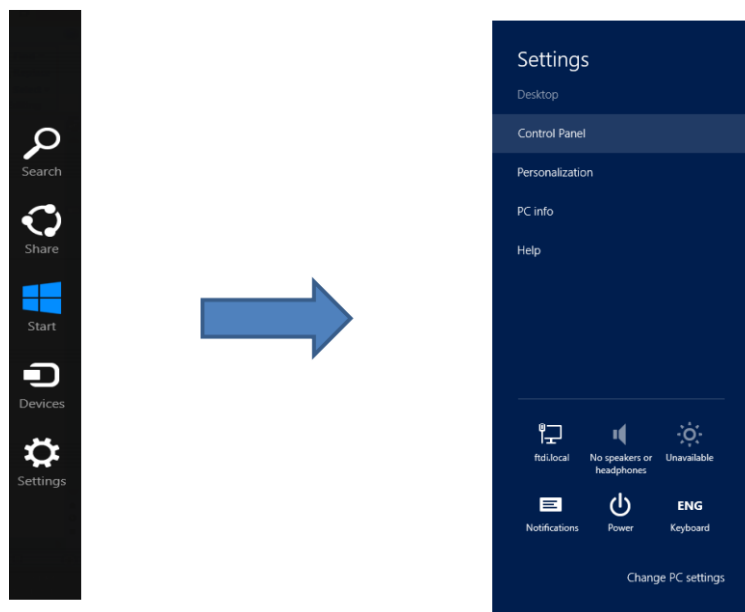 Search
Share
Start
Devices
Settings
Settings
Desktop
Control Panel
Personalization
PC info
Help
ftdi.local
No speakers or
headphones
Unavailable
Notifications
Power
ENG
Keyboard
Change PC settings